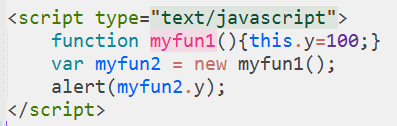 <script type="text/javascript">
function myfun1(){this.y=100;}
var myfun2 = new myfun1();
alert(myfun2.y);
</script>